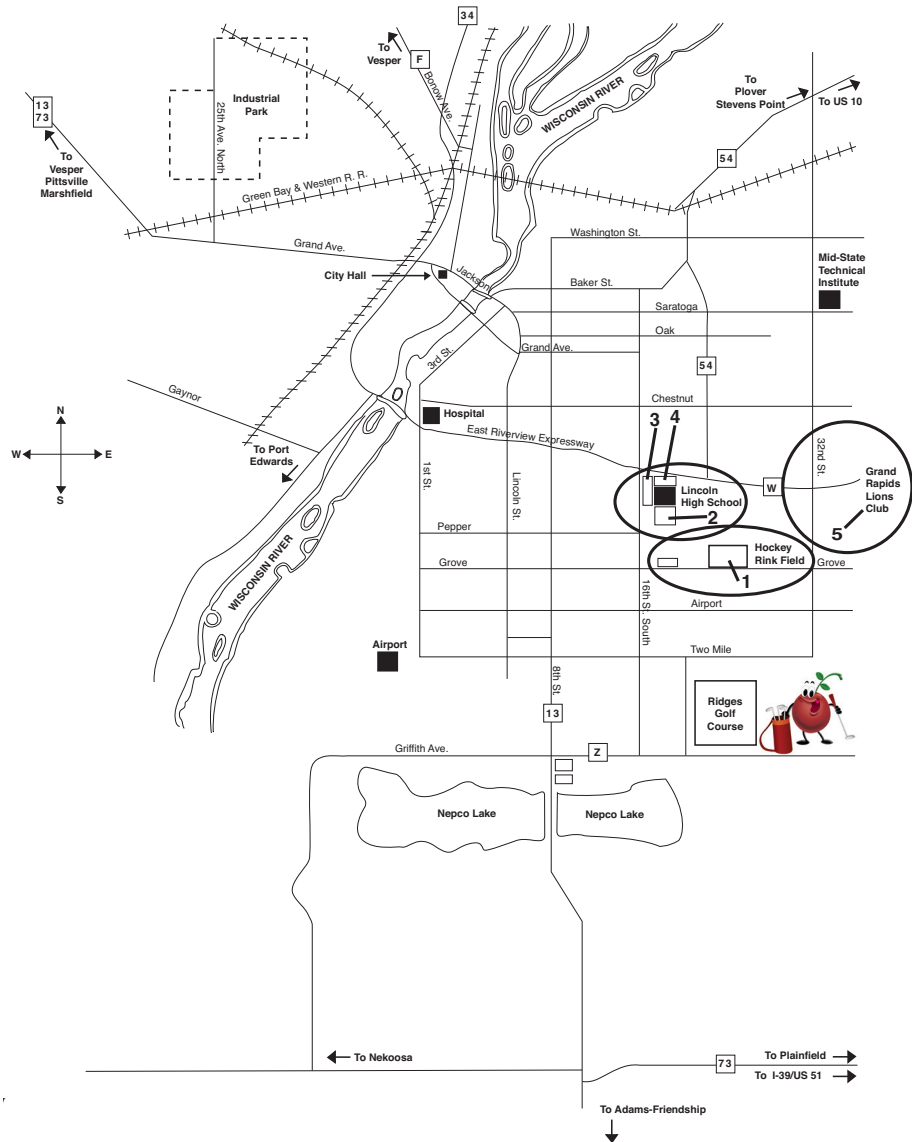 34
To
Vesper
F
Bonow Ave.
WISCONSIN RIVER
To
Plover
Stevens Point
To US 10
13
73
Industrial
Park
25th Ave. North
To
Vesper
Pittsville
Marshfield
54
Green Bay & Western R. R.
Washington St.
Grand Ave.
City Hall
Jackson
Mid-State
Technical
Institute
Baker St.
Saratoga
Oak
Grand Ave.
3rd St.
54
Gaynor
Chestnut
Hospital
N
W E
S
East Riverview Expressway
3 4
To Port
Edwards
1st St.
Lincoln St.
32nd St.
W
Grand
Rapids
Lions
Club
5
Lincoln
High School
2
Pepper
WISCONSIN RIVER
Hockey
Rink Field
Grove
Grove
1
Airport
16th St. South
Airport
Two Mile
8th St.
Ridges
Golf
Course
13
Griffith Ave.
Z
Nepco Lake
Nepco Lake
To Nekoosa
73
To Plainfield
To I-39/US 51
To Adams-Friendship